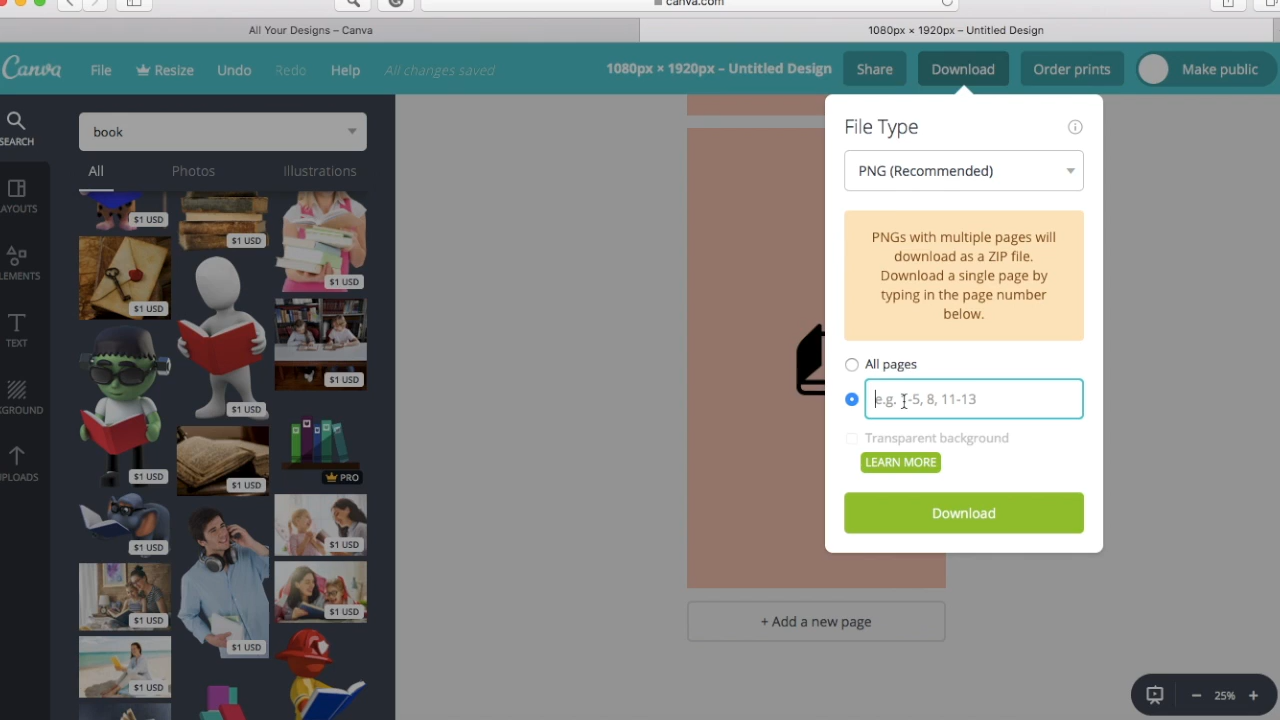 canva.com
All Your Designs – Canva
1080px × 1920px – Untitled Design
Canva
File
Resize
Undo
Redo
Help
All changes saved
1080px × 1920px – Untitled Design
Share
Download
Order prints
Make public
SEARCH
LAYOUTS
ELEMENTS
TEXT
KGROUND
UPLOADS
book
All
Photos
Illustrations
$1 USD
$1 USD
$1 USD
$1 USD
$1 USD
$1 USD
$1 USD
$1 USD
$1 USD
PRO
$1 USD
$1 USD
$1 USD
$1 USD
$1 USD
$1 USD
File Type
PNG (Recommended)
PNGs with multiple pages will
download as a ZIP file.
Download a single page by
typing in the page number
below.
All pages
e.g. 1-5, 8, 11-13
Transparent background
LEARN MORE
Download
+ Add a new page
25%